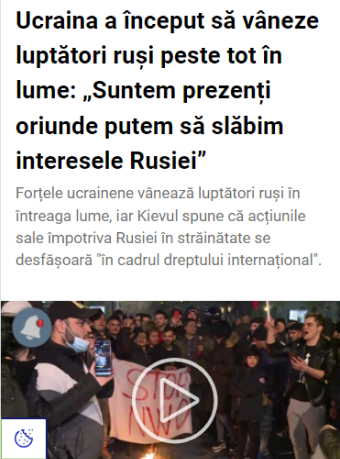 Ucraina a început să vâneze
luptători ruși peste tot în
lume: „Suntem prezenți
oriunde putem să slăbim
interesele Rusiei”
Forțele ucrainene vânează luptători ruși în
întreaga lume, iar Kievul spune că acțiunile
sale împotriva Rusiei în străinătate se
desfășoară "în cadrul dreptului internațional".
STOP